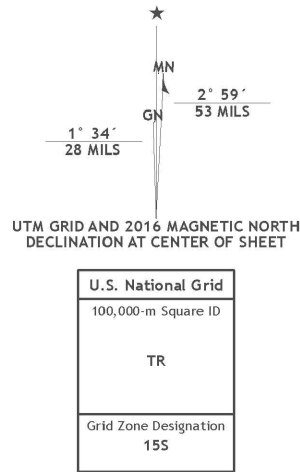 MN
GN
2° 59´
53 MILS
1° 34´
28 MILS
UTM GRID AND 2016 MAGNETIC NORTH
DECLINATION AT CENTER OF SHEET
U.S. National Grid
100,000-m Square ID
TR
Grid Zone Designation
15S